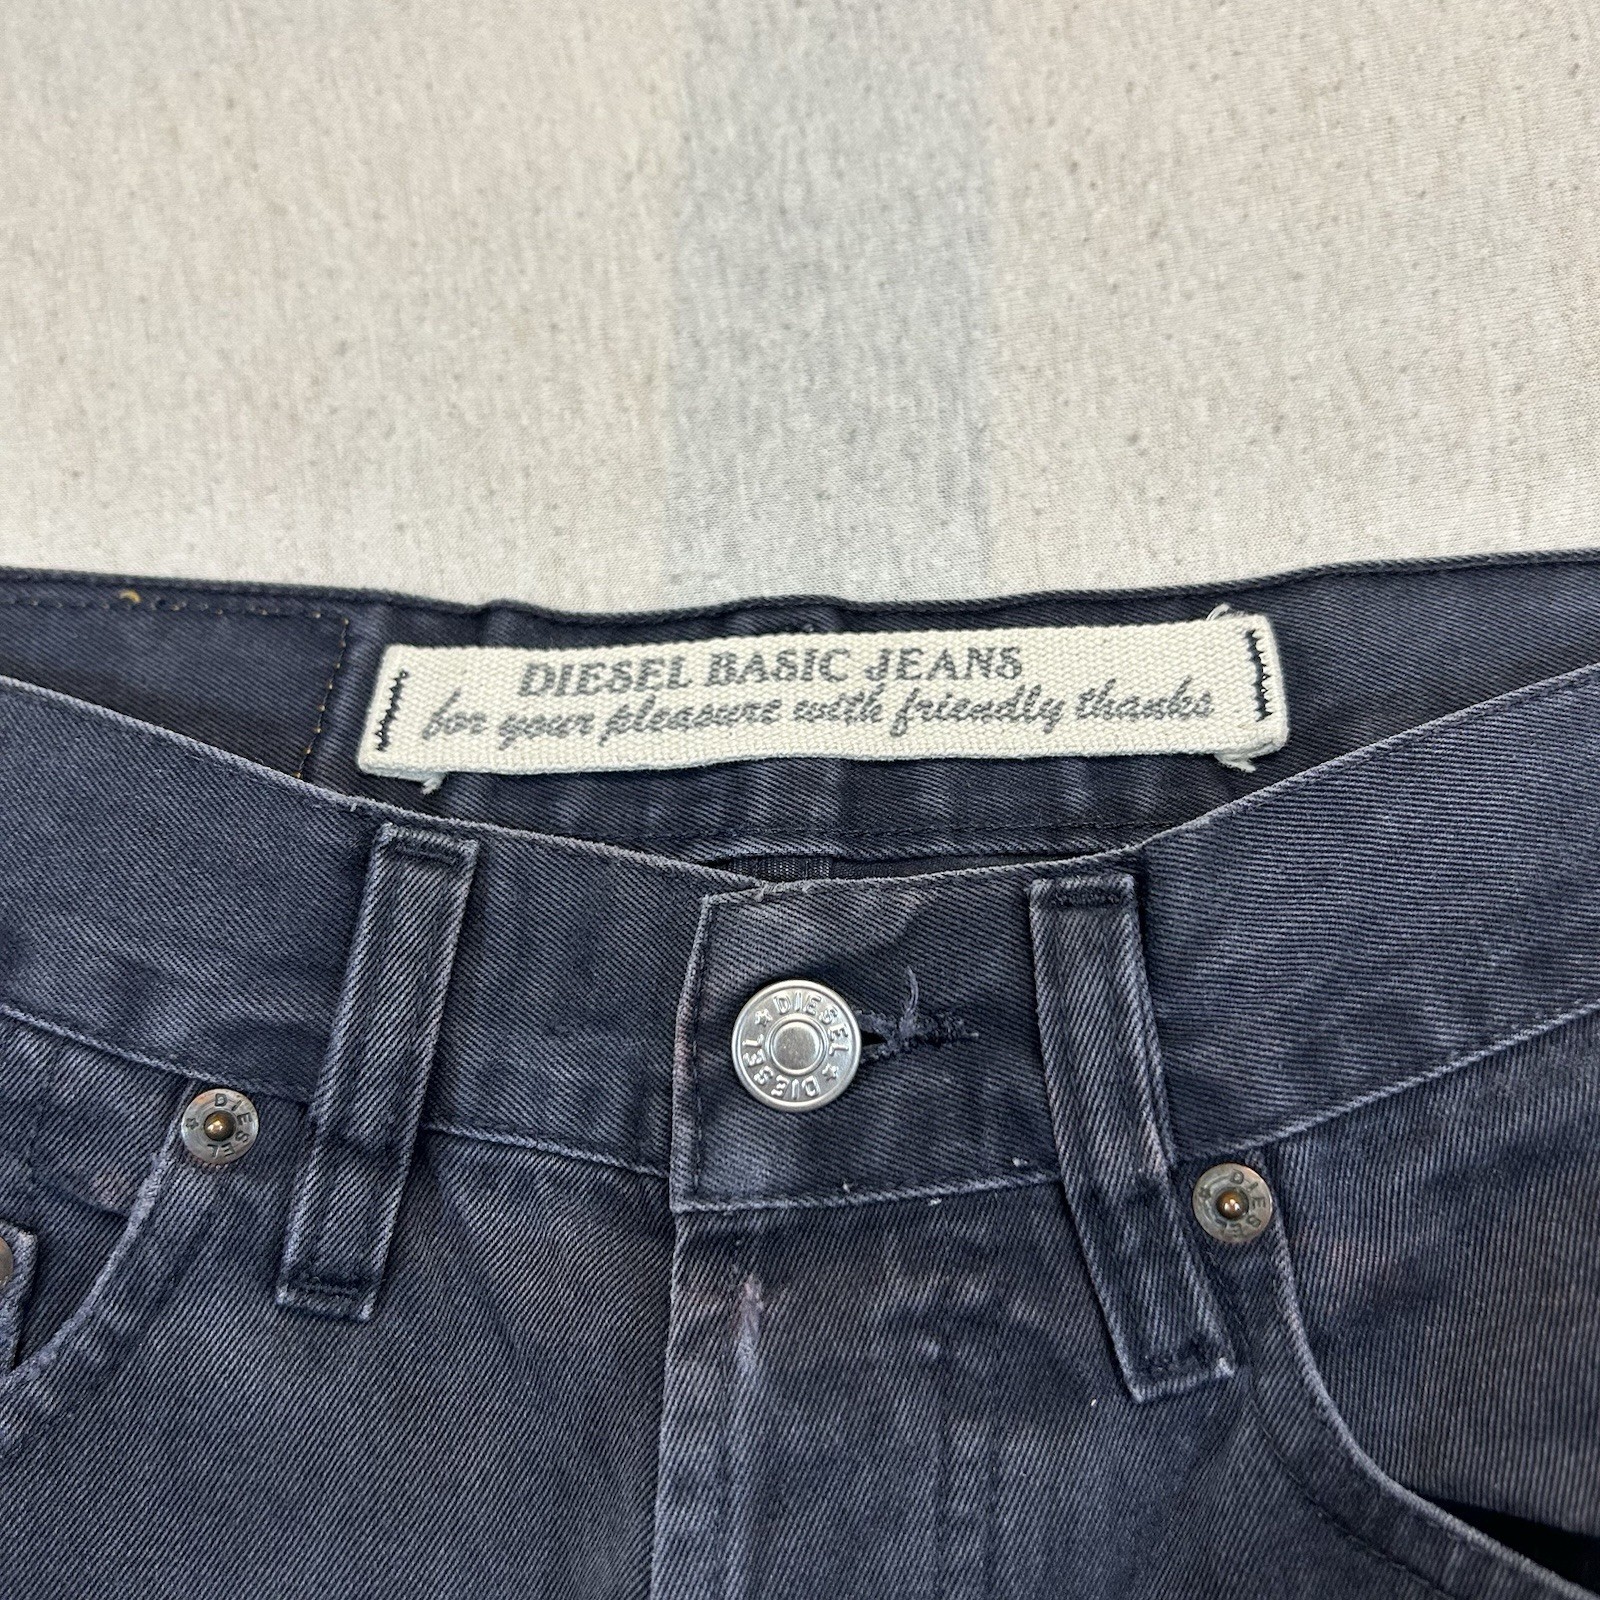 DIESEL BASIC JEANS
for your pleasure with friendly thanks
DIESEL
DIESEL
DIESEL
DIESEL